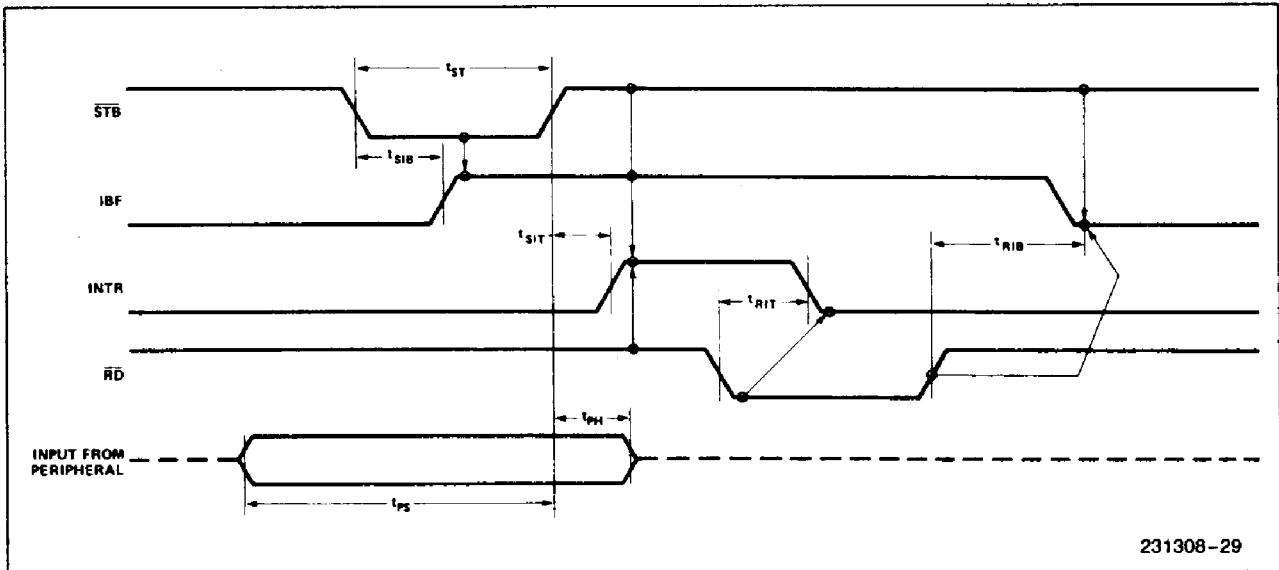 tST
STB
tSIB
IBF
tSIT
tRIB
INTR
tRIT
RD
tPH
INPUT FROM
PERIPHERAL
tPS
231308-29